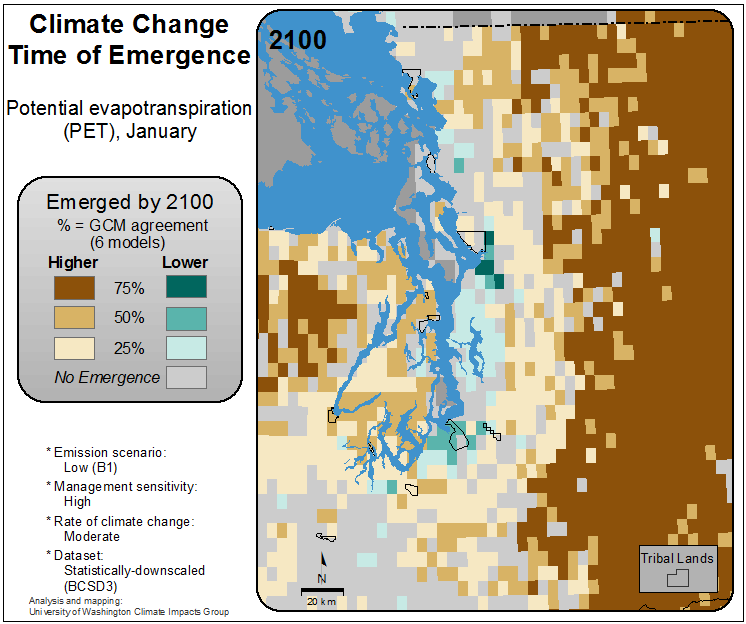 Climate Change
Time of Emergence
Potential evapotranspiration
(PET), January
Emerged by 2100
% = GCM agreement
(6 models)
Higher Lower
75%
50%
25%
No Emergence
* Emission scenario:
Low (B1)
* Management sensitivity:
High
* Rate of climate change:
Moderate
* Dataset:
Statistically-downscaled
(BCSD3)
Analysis and mapping:
University of Washington Climate Impacts Group
2100
N
20 km
Tribal Lands